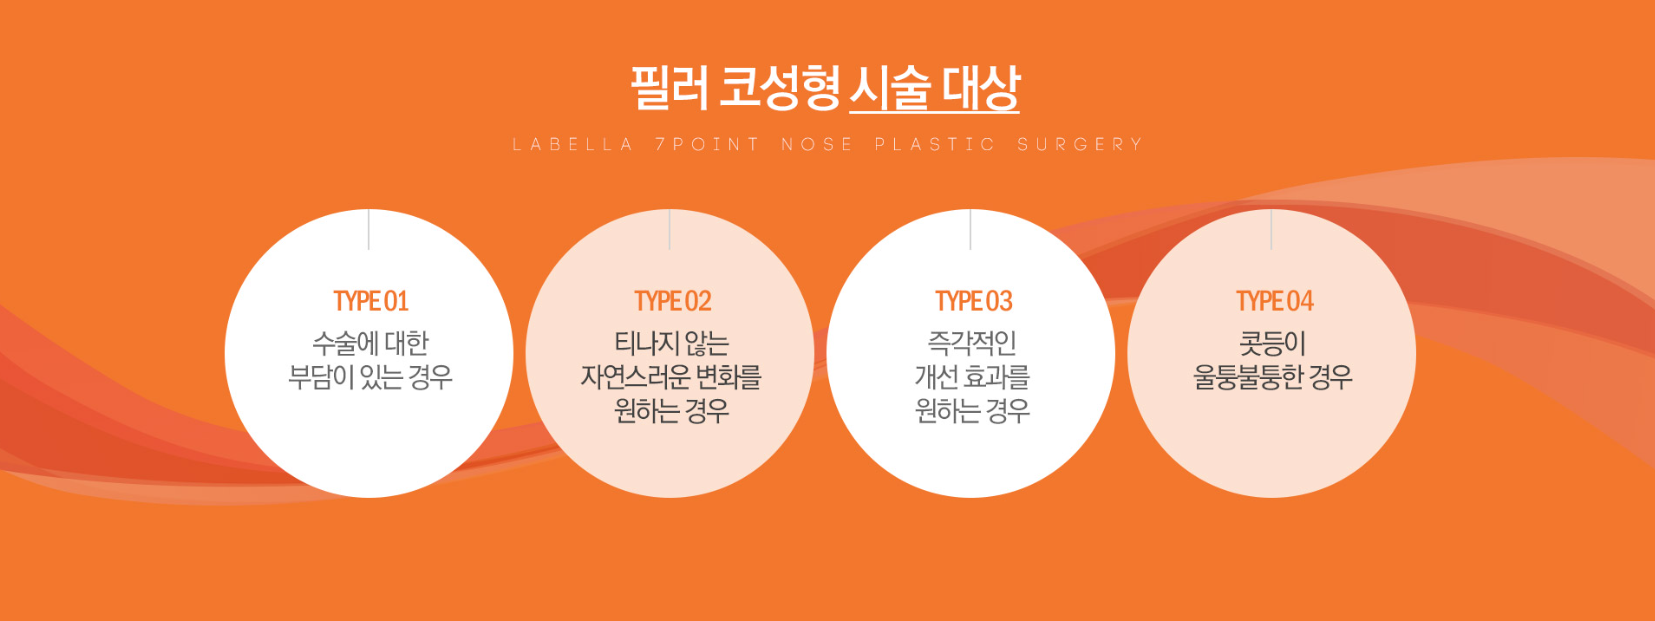 필러 코성형 시술 대상
LABELLA 7POINT NOSE PLASTIC SURGERY
TYPE 01
수술에 대한
부담이 있는 경우
TYPE 02
티나지 않는
자연스러운 변화를
원하는 경우
TYPE 03
즉각적인
개선 효과를
원하는 경우
TYPE 04
콧등이
울퉁불퉁한 경우